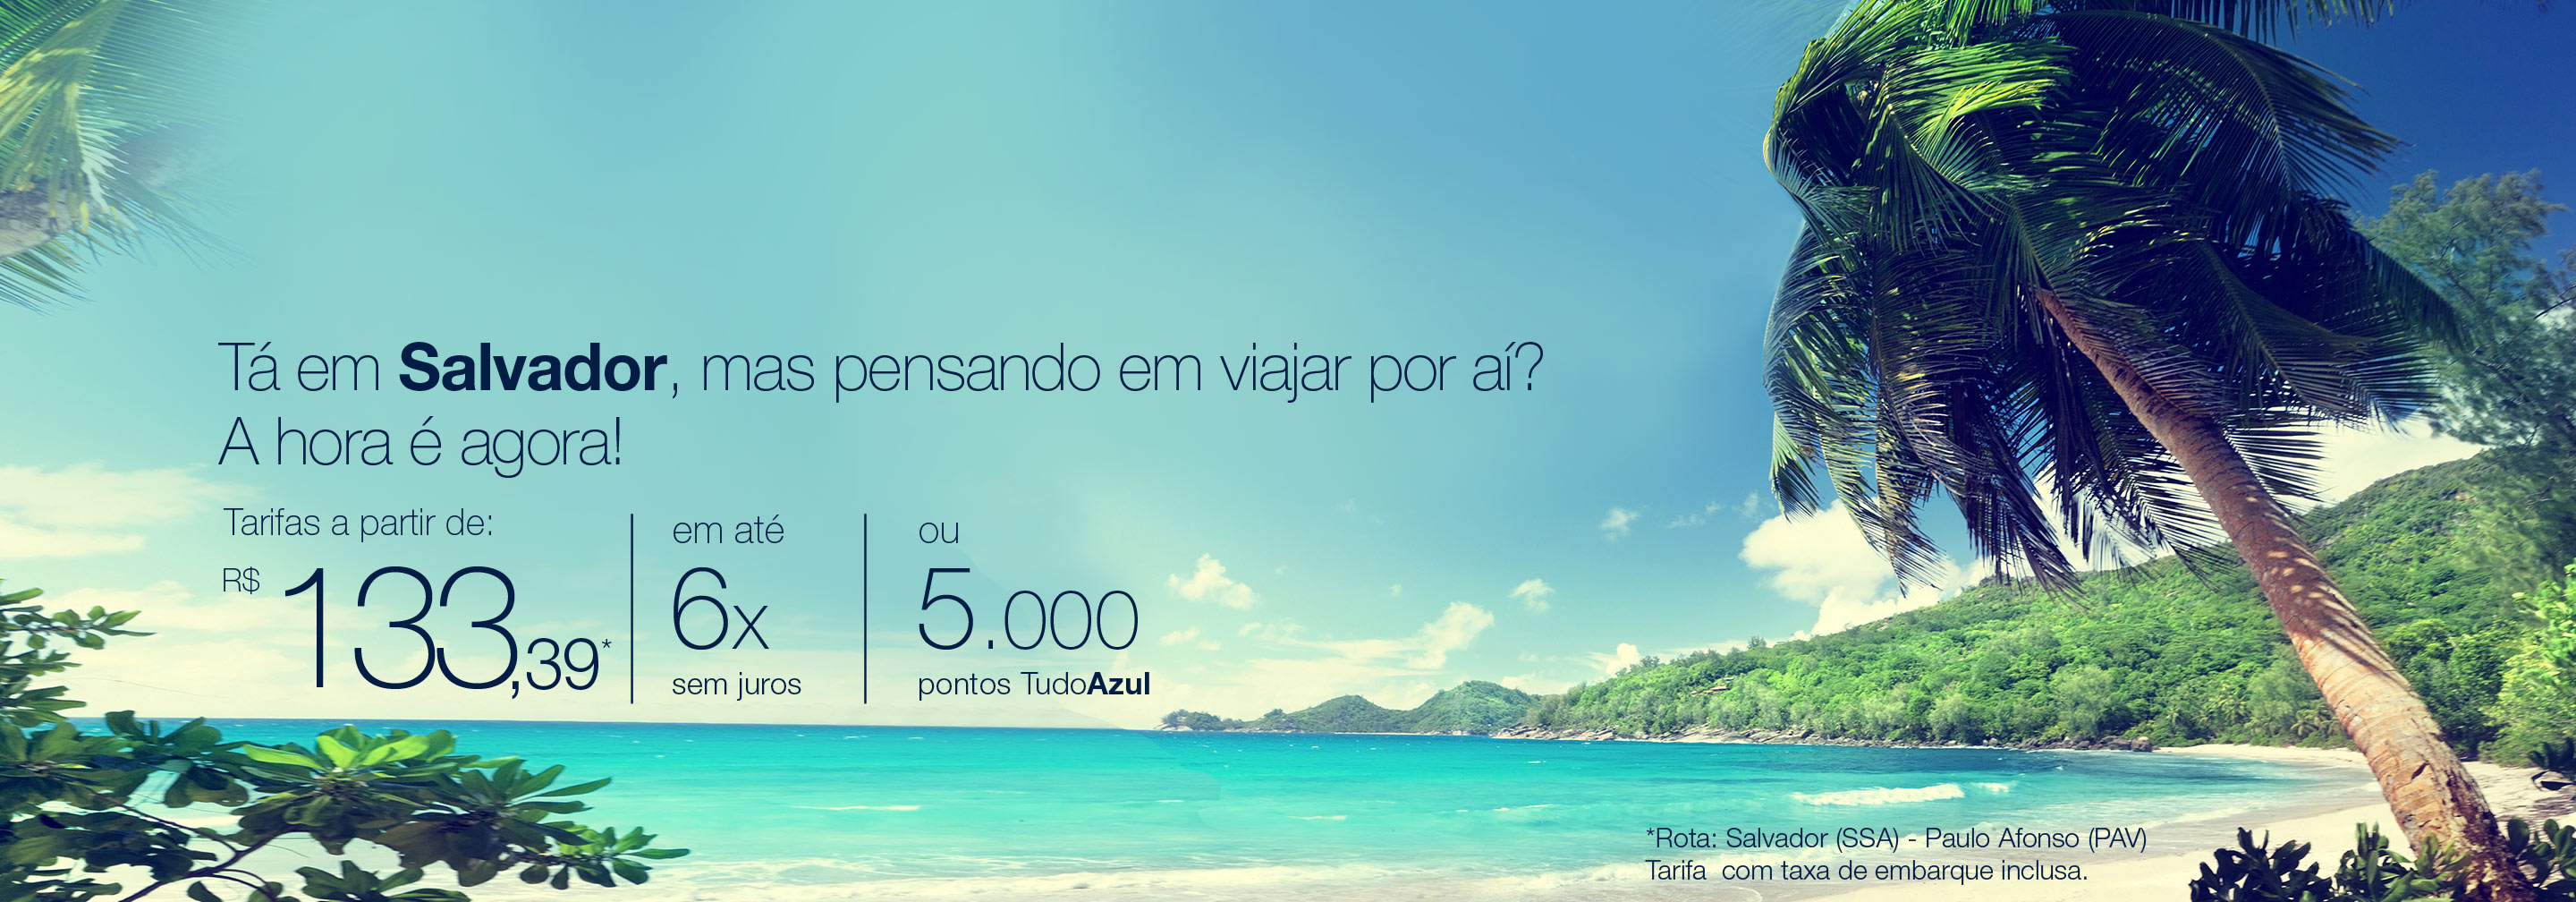 Tá em Salvador, mas pensando em viajar por aí?
A hora é agora!
Tarifas a partir de:
R$ 133,39*
em até
6x
sem juros
ou
5.000
pontos TudoAzul
*Rota: Salvador (SSA) - Paulo Afonso (PAV)
Tarifa com taxa de embarque inclusa.